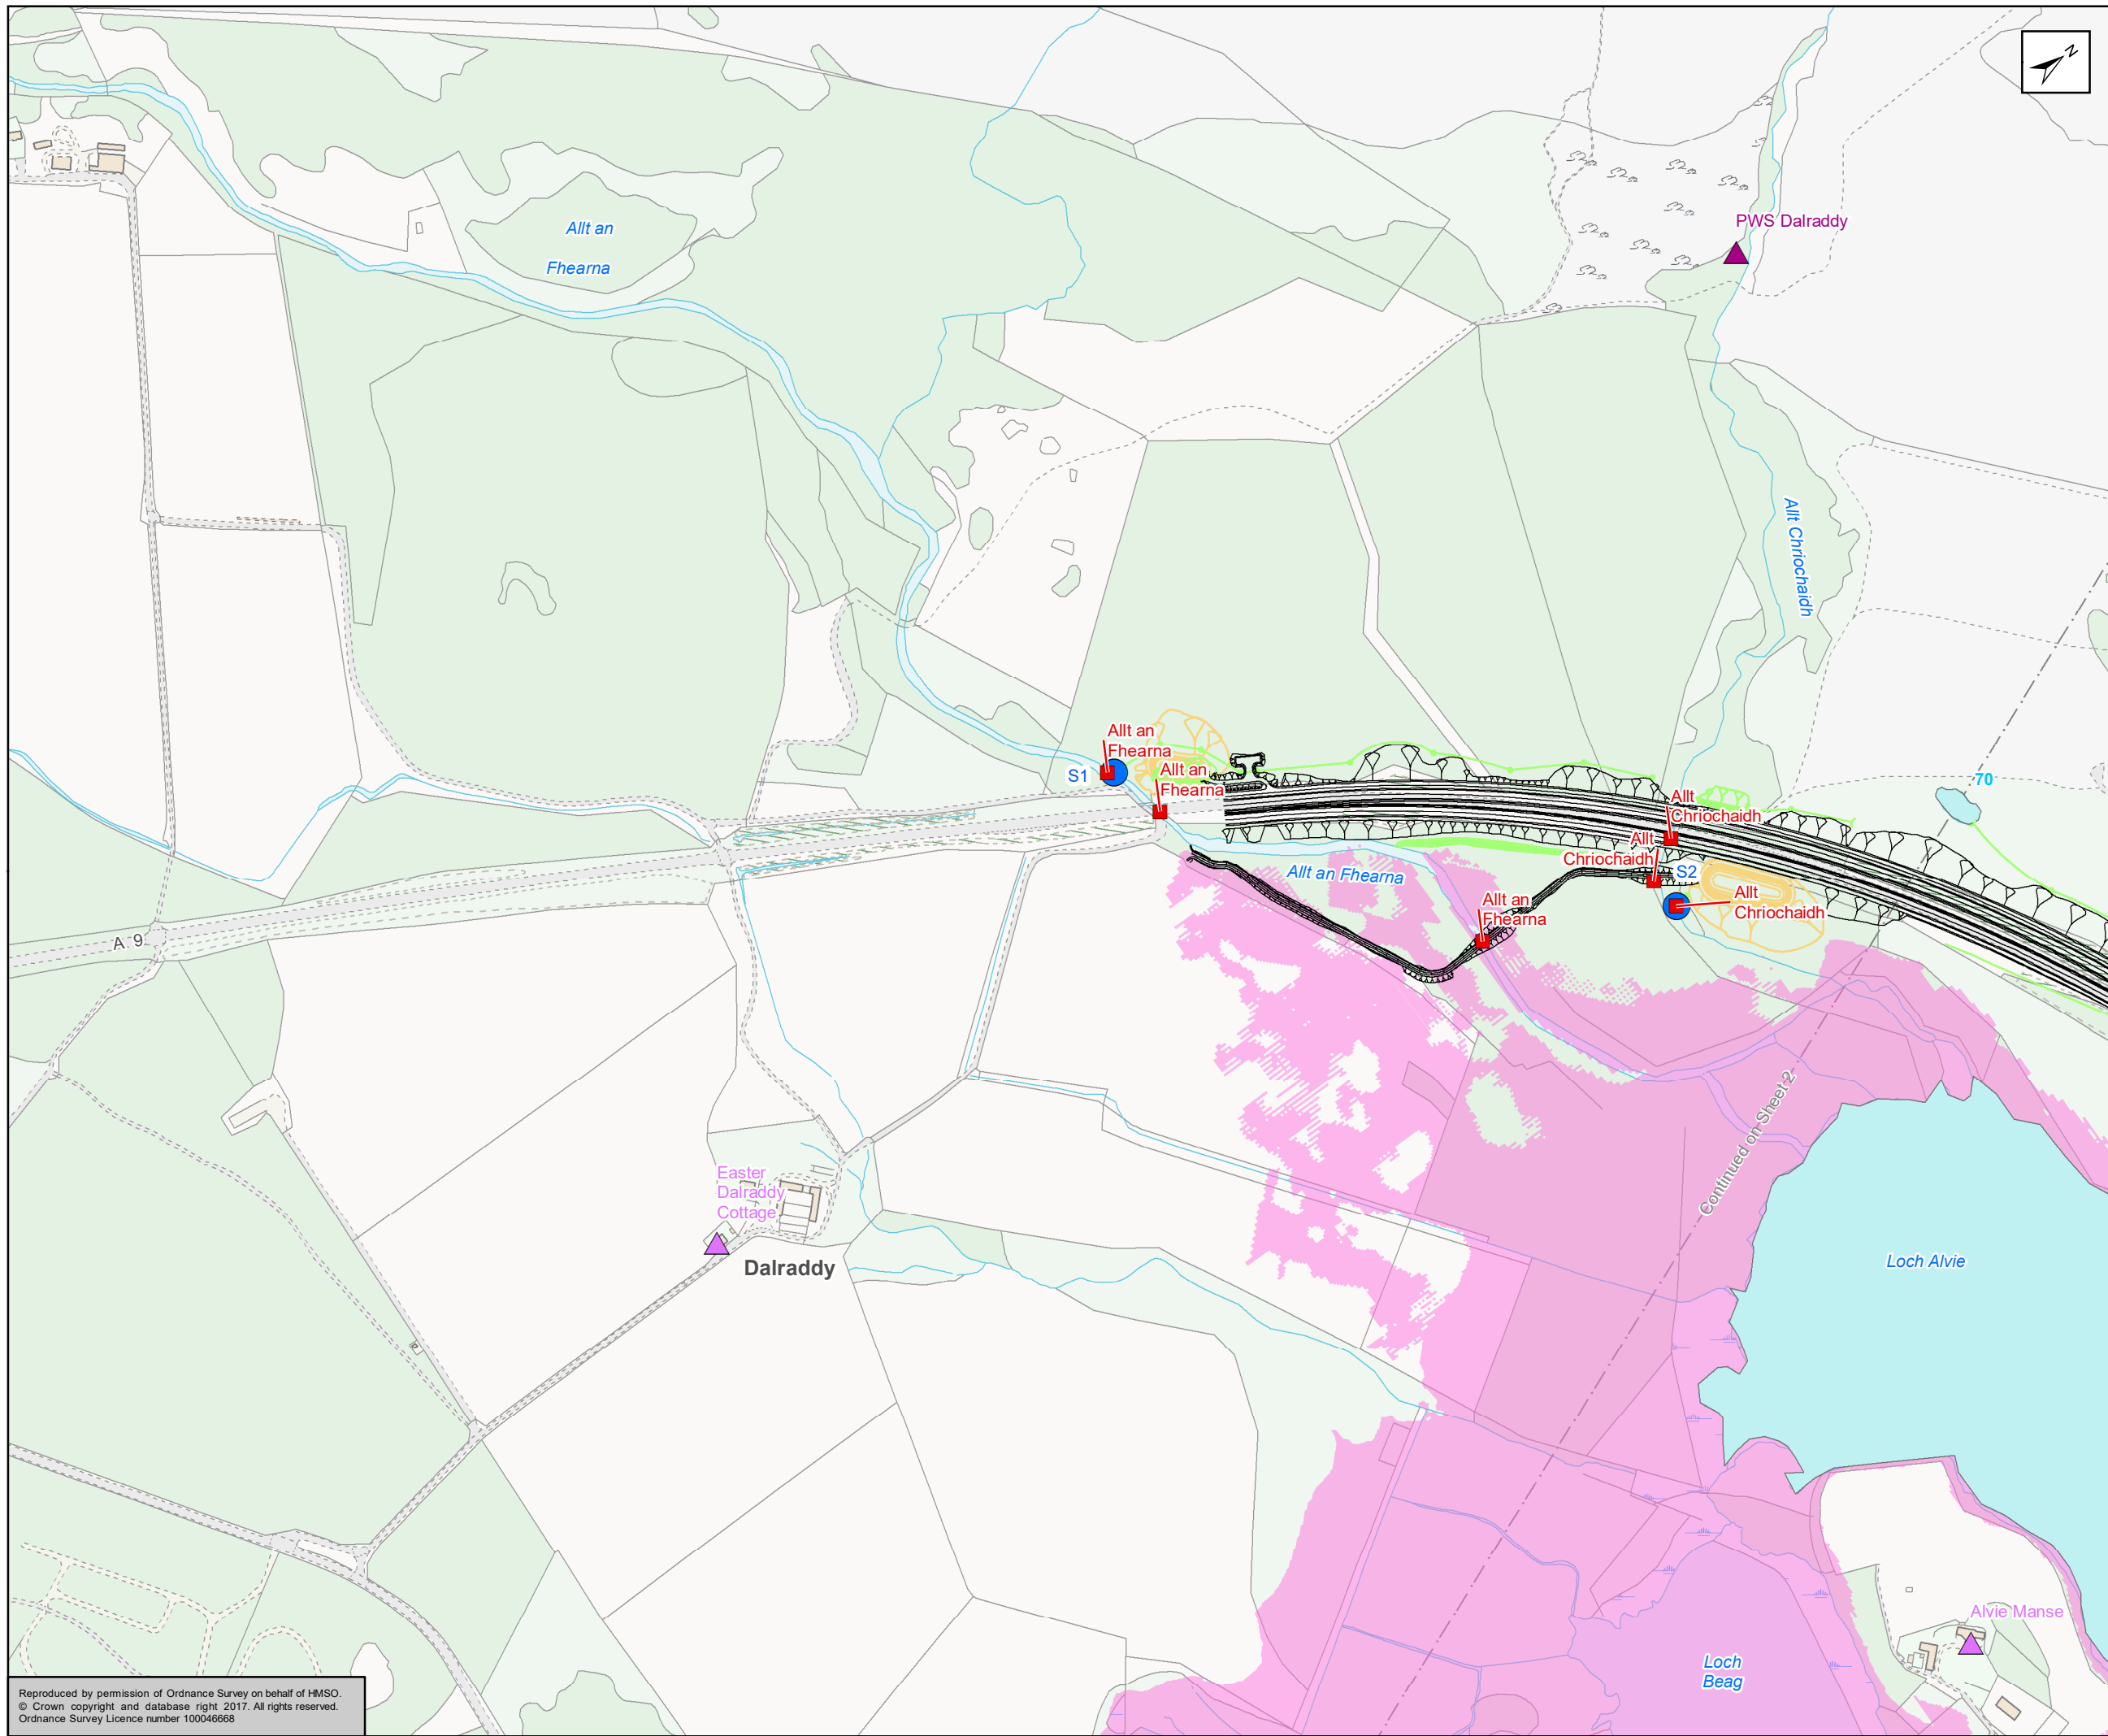 N
Allt an
Fhearna
PWS Dalraddy
Allt Chriochaidh
Allt an
Fhearna
S1
Allt an
Fhearna
70
Allt
Chriochaidh
Allt
Chriochaidh
S2
Allt
Chriochaidh
Allt an Fhearna
Allt an
Fhearna
A 9
Continued on Sheet 2
Easter
Dalraddy
Cottage
Dalraddy
Loch Alvie
Alvie Manse
Loch
Beag
Reproduced by permission of Ordnance Survey on behalf of HMSO.
© Crown copyright and database right 2017. All rights reserved.
Ordnance Survey Licence number 100046668